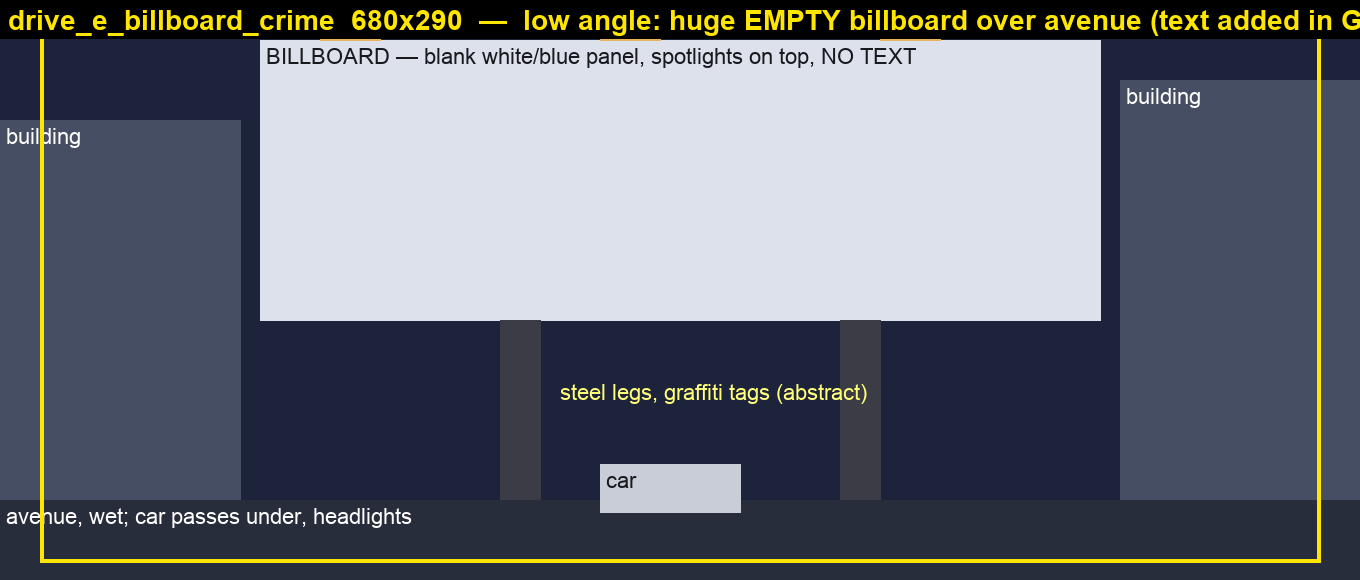 drive_e_billboard_crime 680x290 — low angle: huge EMPTY billboard over avenue (text added in G
BILLBOARD — blank white/blue panel, spotlights on top, NO TEXT
building
building
steel legs, graffiti tags (abstract)
car
avenue, wet; car passes under, headlights